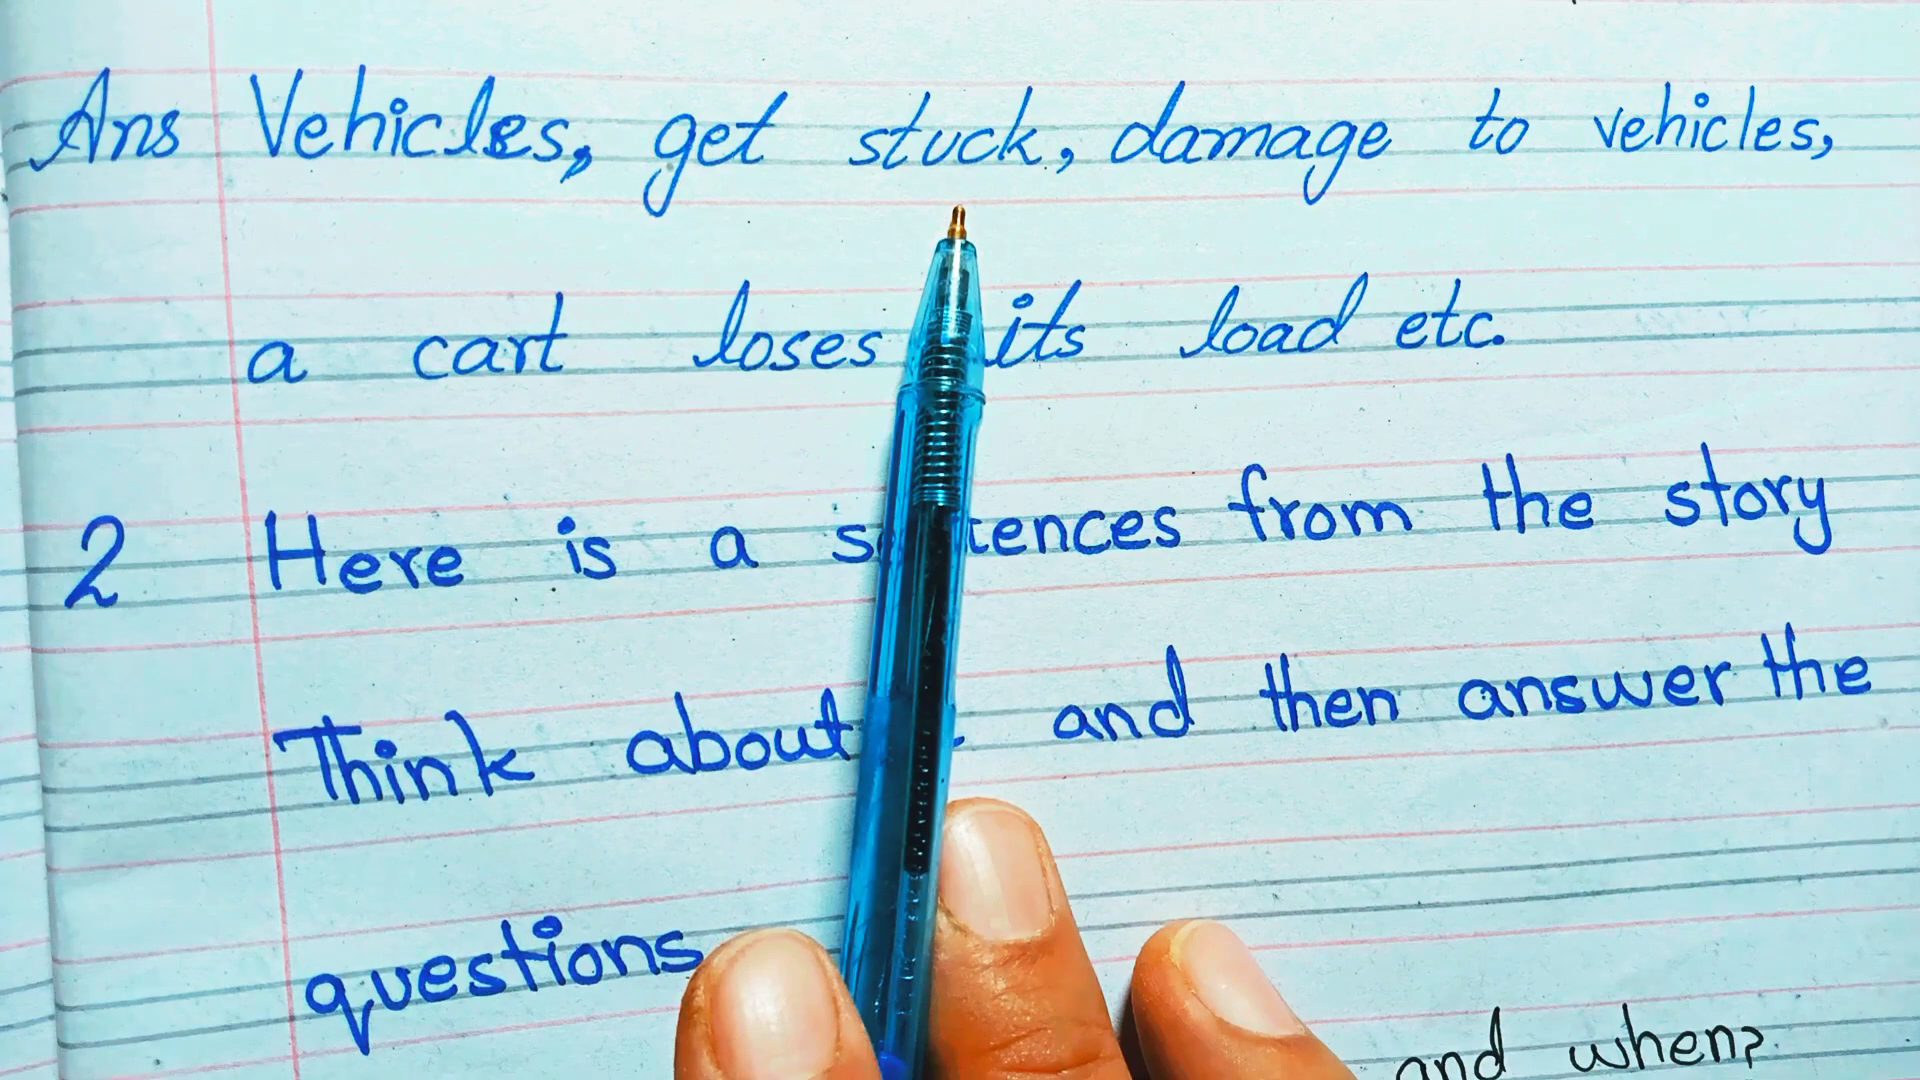 Ans Vehicles, get stuck, damage to vehicles,
a cart loses its load etc.
2 Here is a sentences from the story
Think about and then answer the
questions
and when?